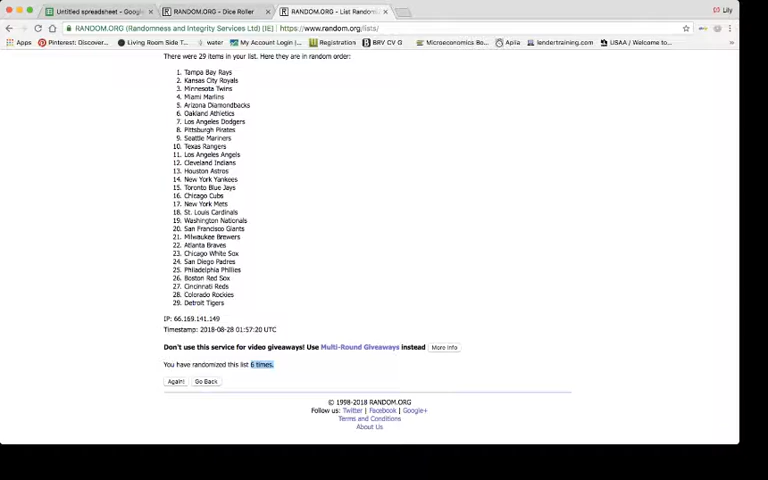 Untitled spreadsheet - Google
RANDOM.ORG - Dice Roller
RANDOM.ORG - List Random
Lily
RANDOM.ORG (Randomness and Integrity Services Ltd) [IE]
https://www.random.org/lists/
Apps
Pinterest: Discover...
Living Room Side T...
water
My Account Login |...
Registration
BRV CV G
Microeconomics Bo...
Aplia
lendertraining.com
USAA / Welcome to...
There were 29 items in your list. Here they are in random order:
1. Tampa Bay Rays
2. Kansas City Royals
3. Minnesota Twins
4. Miami Marlins
5. Arizona Diamondbacks
6. Oakland Athletics
7. Los Angeles Dodgers
8. Pittsburgh Pirates
9. Seattle Mariners
10. Texas Rangers
11. Los Angeles Angels
12. Cleveland Indians
13. Houston Astros
14. New York Yankees
15. Toronto Blue Jays
16. Chicago Cubs
17. New York Mets
18. St. Louis Cardinals
19. Washington Nationals
20. San Francisco Giants
21. Milwaukee Brewers
22. Atlanta Braves
23. Chicago White Sox
24. San Diego Padres
25. Philadelphia Phillies
26. Boston Red Sox
27. Cincinnati Reds
28. Colorado Rockies
29. Detroit Tigers
IP: 66.169.141.149
Timestamp: 2018-08-28 01:57:20 UTC
Don't use this service for video giveaways! Use Multi-Round Giveaways instead More info
You have randomized this list 6 times.
Again! Go Back
© 1998-2018 RANDOM.ORG
Follow us: Twitter | Facebook | Google+
Terms and Conditions
About Us